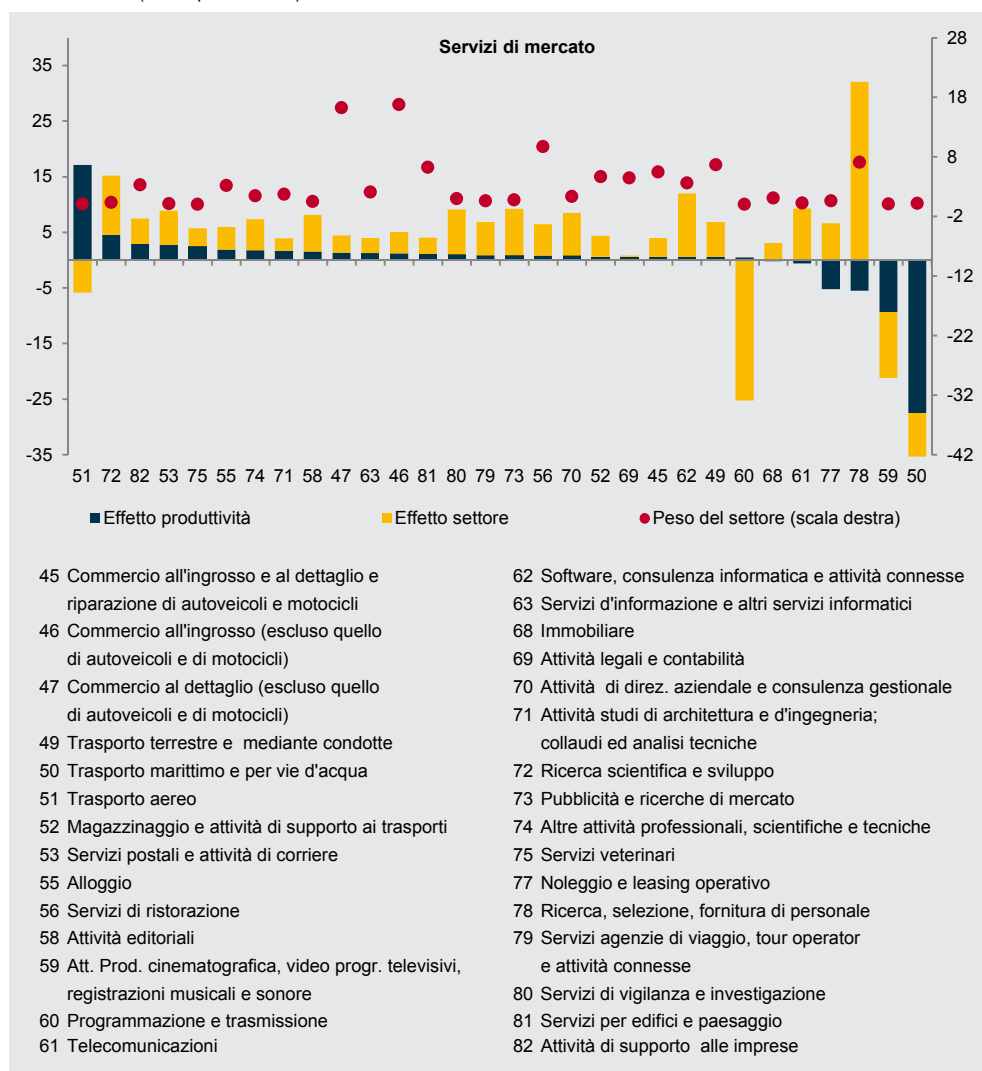 Servizi di mercato
35
25
15
5
-5
-15
-25
-35
28
18
8
-2
-12
-22
-32
-42
51 72 82 53 75 55 74 71 58 47 63 46 81 80 79 73 56 70 52 69 45 62 49 60 68 61 77 78 59 50
Effetto produttività Effetto settore Peso del settore (scala destra)
45 Commercio all'ingrosso e al dettaglio e
riparazione di autoveicoli e motocicli
46 Commercio all'ingrosso (escluso quello
di autoveicoli e di motocicli)
47 Commercio al dettaglio (escluso quello
di autoveicoli e di motocicli)
49 Trasporto terrestre e mediante condotte
50 Trasporto marittimo e per vie d'acqua
51 Trasporto aereo
52 Magazzinaggio e attività di supporto ai trasporti
53 Servizi postali e attività di corriere
55 Alloggio
56 Servizi di ristorazione
58 Attività editoriali
59 Att. Prod. cinematografica, video progr. televisivi,
registrazioni musicali e sonore
60 Programmazione e trasmissione
61 Telecomunicazioni
62 Software, consulenza informatica e attività connesse
63 Servizi d'informazione e altri servizi informatici
68 Immobiliare
69 Attività legali e contabilità
70 Attività di direz. aziendale e consulenza gestionale
71 Attività studi di architettura e d'ingegneria;
collaudi ed analisi tecniche
72 Ricerca scientifica e sviluppo
73 Pubblicità e ricerche di mercato
74 Altre attività professionali, scientifiche e tecniche
75 Servizi veterinari
77 Noleggio e leasing operativo
78 Ricerca, selezione, fornitura di personale
79 Servizi agenzie di viaggio, tour operator
e attività connesse
80 Servizi di vigilanza e investigazione
81 Servizi per edifici e paesaggio
82 Attività di supporto alle imprese